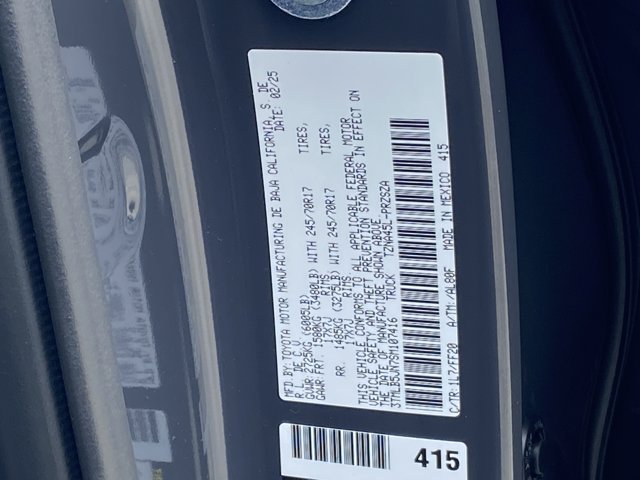 MFD.BY:TOYOTA MOTOR MANUFACTURING DE BAJA CALIFORNIA, S. DE
R.L. DE C.V. DATE: 02/25
GVWR 2725KG (6005LB)
GAWR: FRT. 1580KG (3480LB) WITH 245/70R17 TIRES,
17X7J RIMS
RR. 1485KG (3275LB) WITH 245/70R17 TIRES,
17X7J RIMS
THIS VEHICLE CONFORMS TO ALL APPLICABLE FEDERAL MOTOR
VEHICLE SAFETY AND THEFT PREVENTION STANDARDS IN EFFECT ON
THE DATE OF MANUFACTURE SHOWN ABOVE.
3TMLB5JN7SM107416 TRUCK TZNA45L-PRZSZA
C/TR:1L7/FF20 A/TM:/AL80F MADE IN MEXICO 415
415